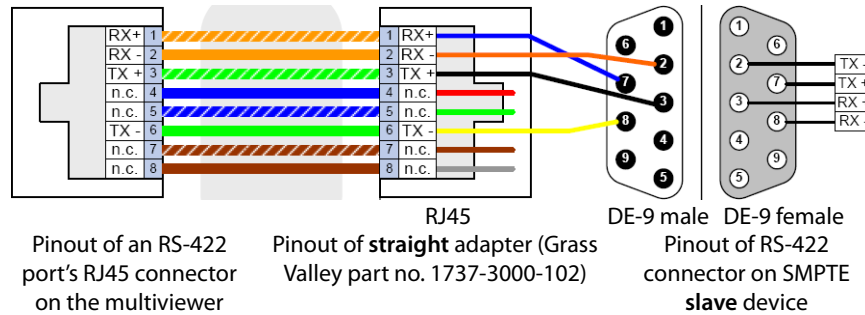 RX+ 1
RX - 2
TX + 3
n.c. 4
n.c. 5
TX - 6
n.c. 7
n.c. 8
1 RX+
2 RX -
3 TX +
4 n.c.
5 n.c.
6 TX -
7 n.c.
8 n.c.
1
6
2
7
3
8
4
9
5
1
6
2
7
3
8
4
9
5
TX -
TX +
RX
RX -
RJ45
DE-9 male
DE-9 female
Pinout of an RS-422
port's RJ45 connector
on the multiviewer
Pinout of straight adapter (Grass
Valley part no. 1737-3000-102)
Pinout of RS-422
connector on SMPTE
slave device